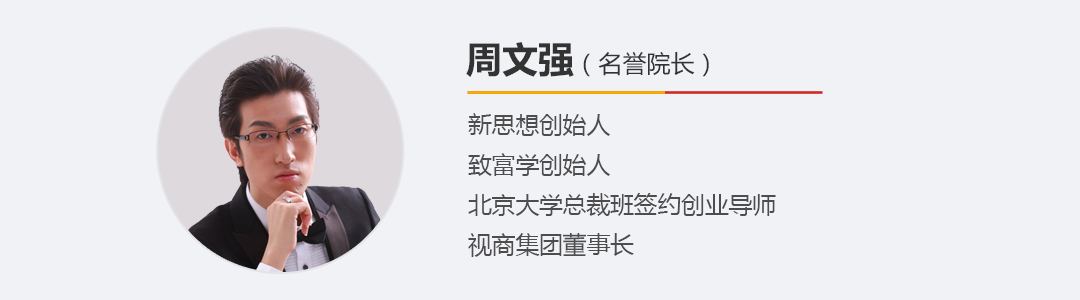 周文强（名誉院长）
新思想创始人
致富学创始人
北京大学总裁班签约创业导师
视商集团董事长